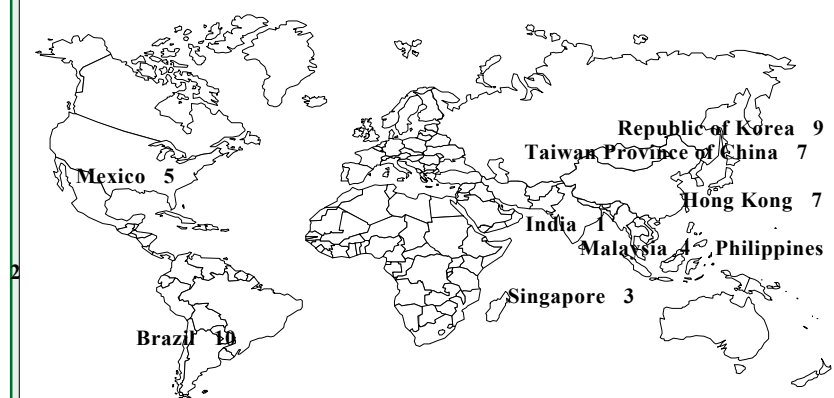 Republic of Korea 9
Taiwan Province of China 7
Mexico 5
Hong Kong 7
India 1
Malaysia 4 Philippines
2
Singapore 3
Brazil 10